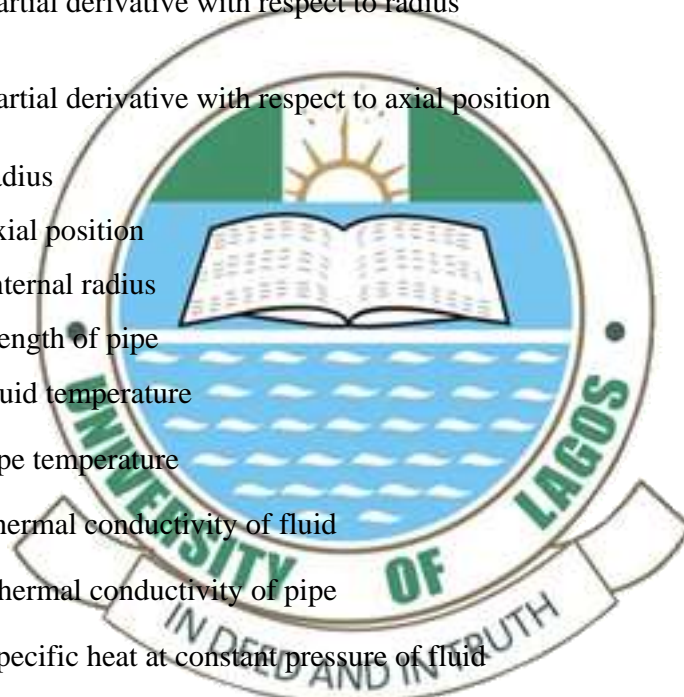 artial derivative with respect to radius
artial derivative with respect to axial position
adius
xial position
nternal radius
ength of pipe
uid temperature
pe temperature
hermal conductivity of fluid
hermal conductivity of pipe
pecific heat at constant pressure of fluid
UNIVERSITY OF LAGOS
IN DEED AND IN TRUTH